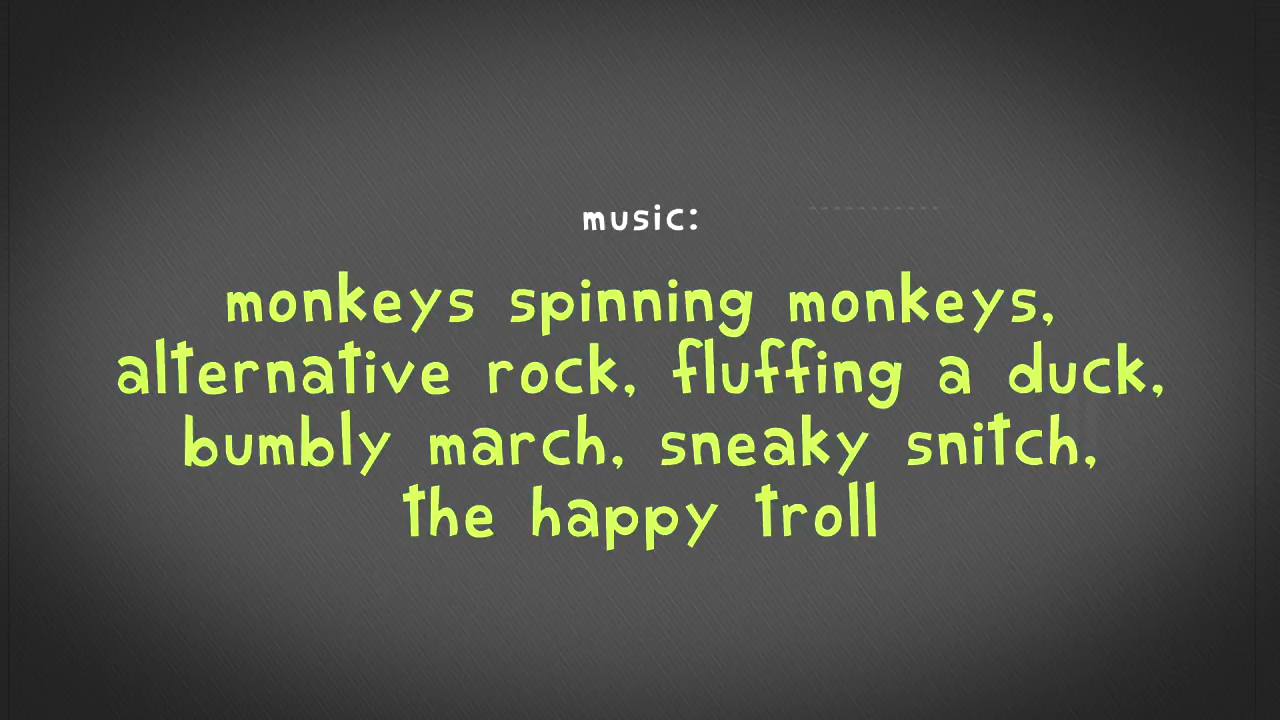 music:
monkeys spinning monkeys,
alternative rock, fluffing a duck,
bumbly march, sneaky snitch,
the happy troll